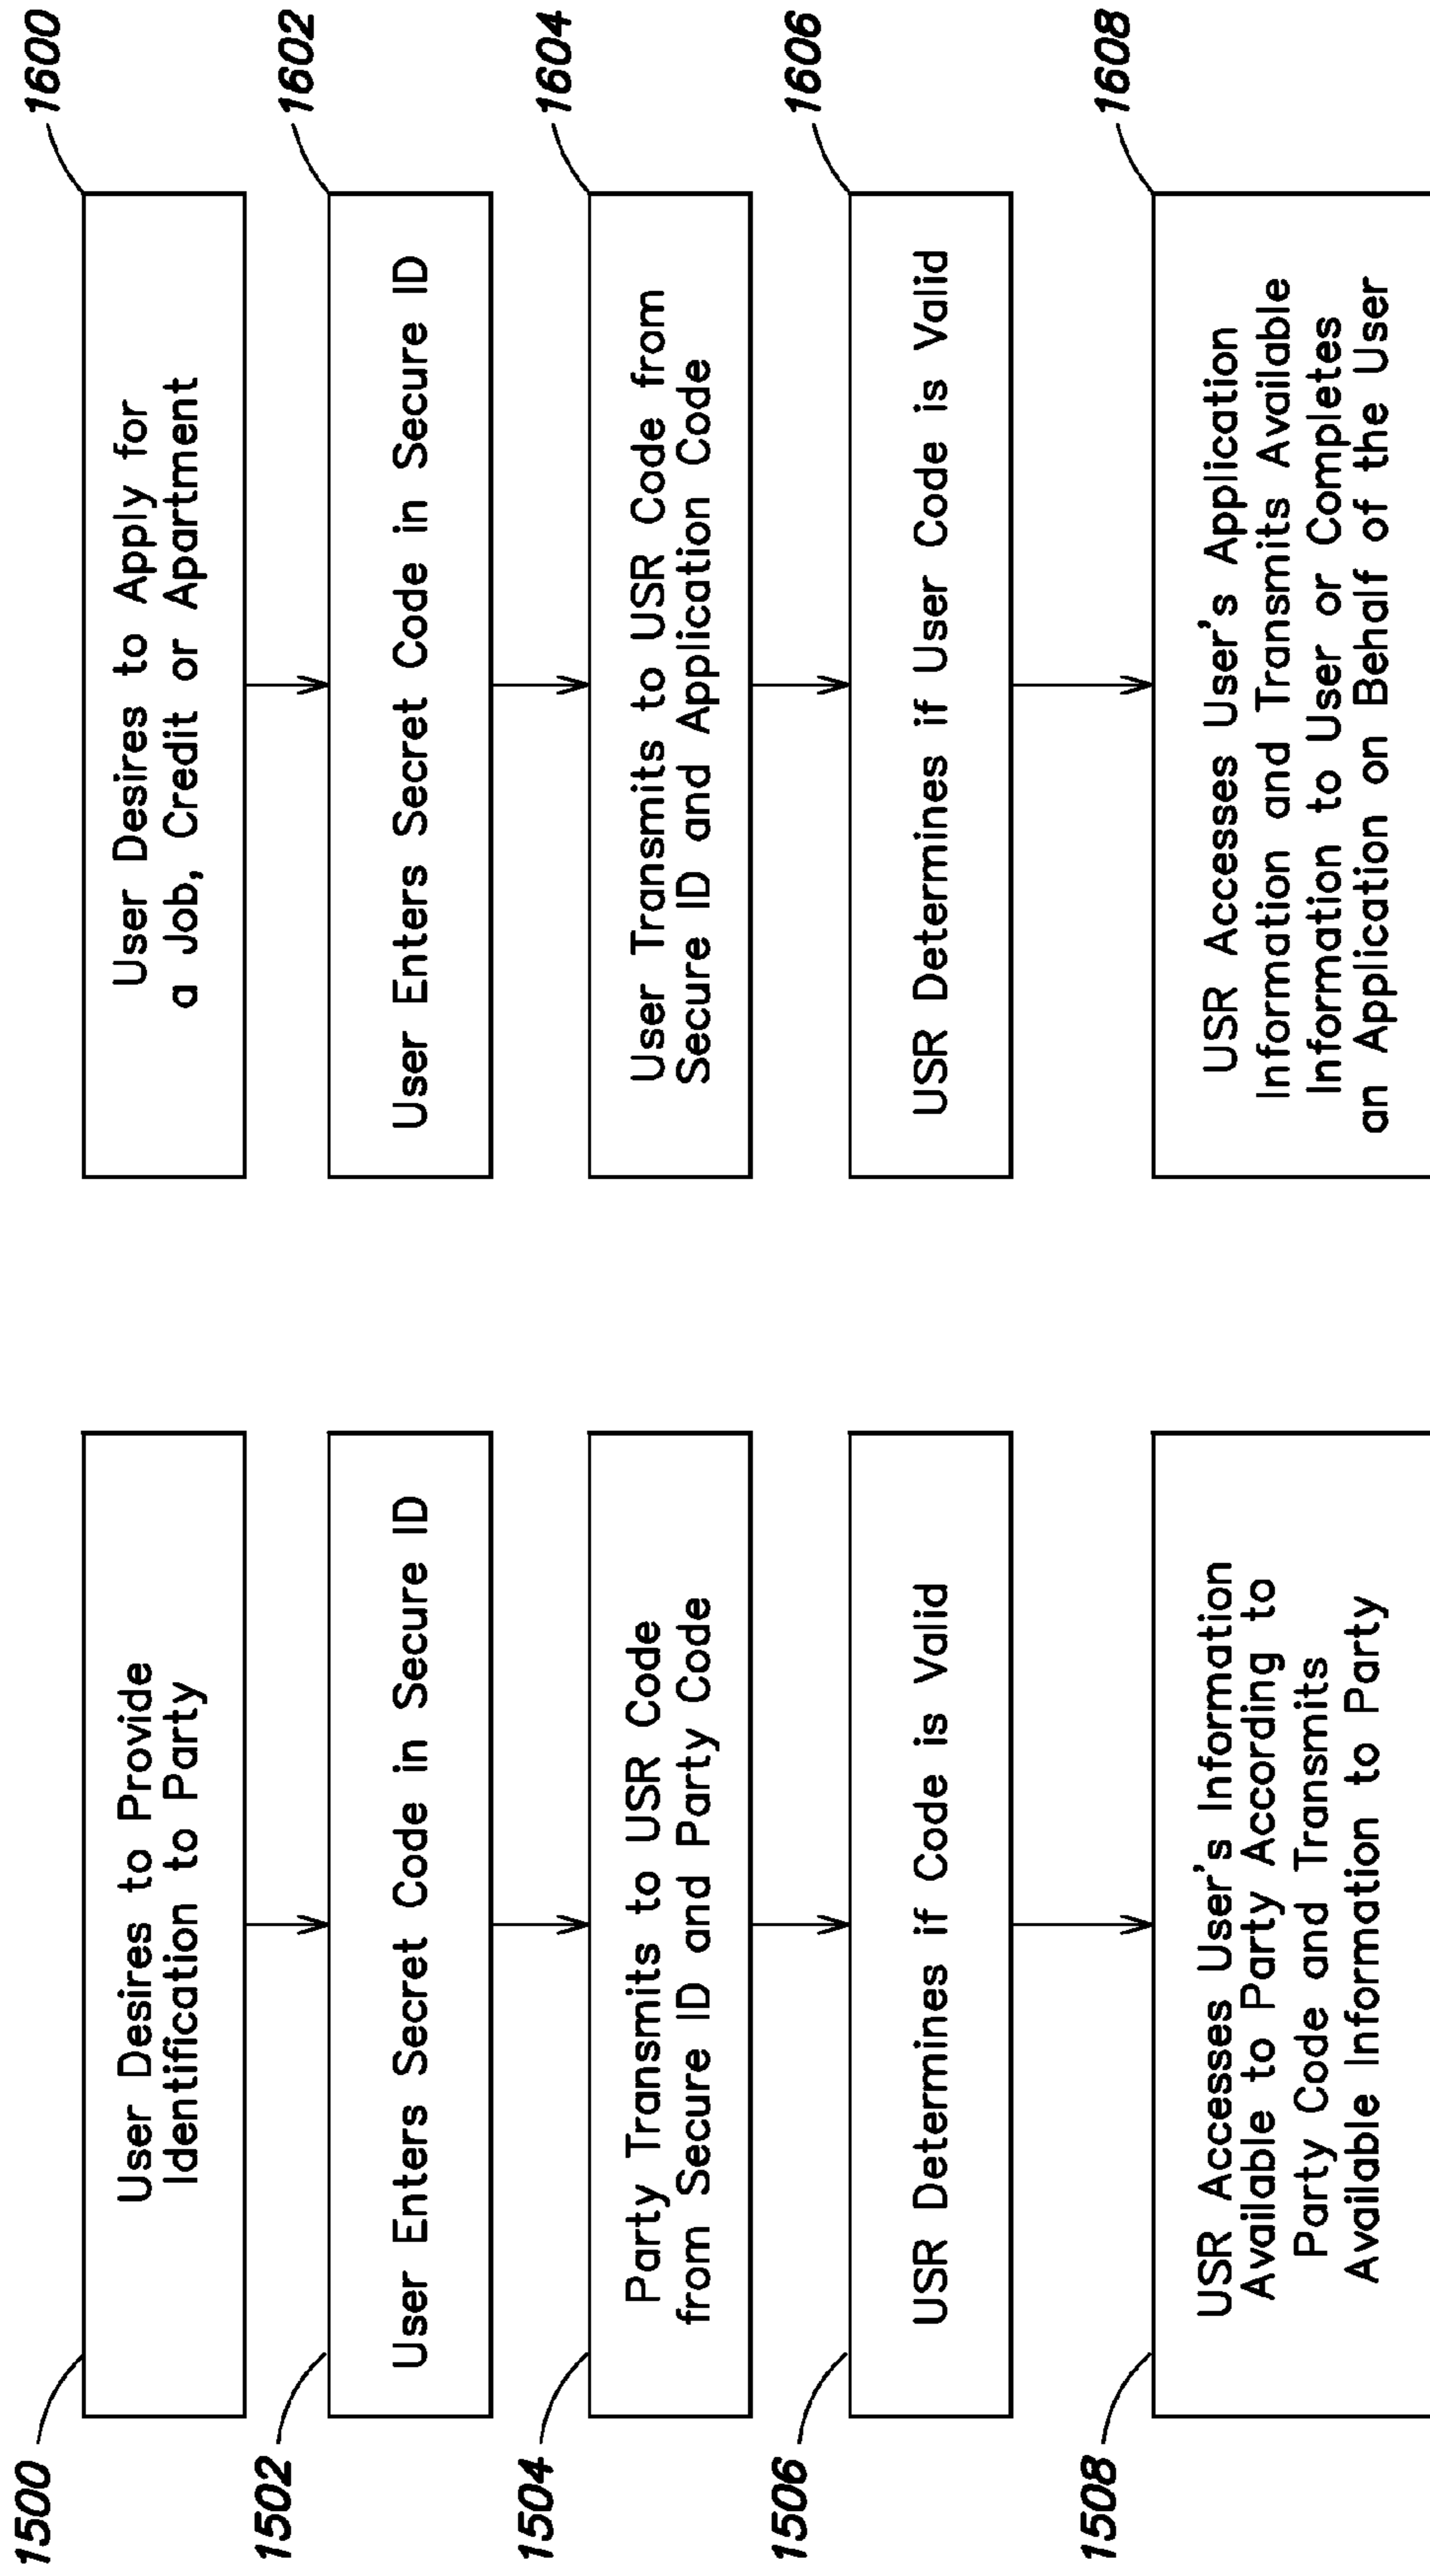 1500
User Desires to Provide
Identification to Party
1502
User Enters Secret Code in Secure ID
1504
Party Transmits to USR Code
from Secure ID and Party Code
1506
USR Determines if Code is Valid
1508
USR Accesses User's Information
Available to Party According to
Party Code and Transmits
Available Information to Party
1600
User Desires to Apply for
a Job, Credit or Apartment
1602
User Enters Secret Code in Secure ID
1604
User Transmits to USR Code from
Secure ID and Application Code
1606
USR Determines if User Code is Valid
1608
USR Accesses User's Application
Information and Transmits Available
Information to User or Completes
an Application on Behalf of the User